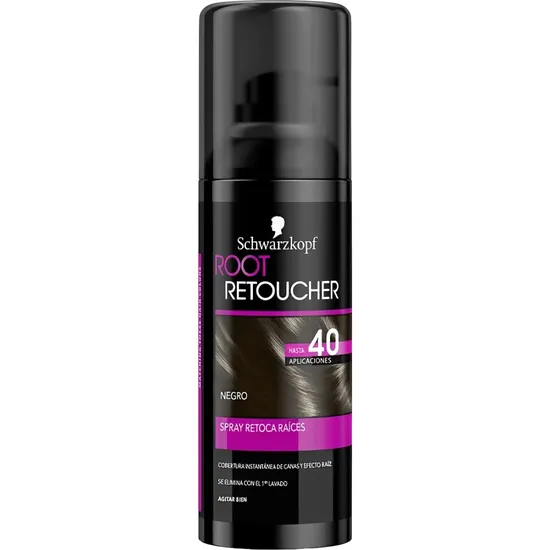 Schwarzkopf
ROOT
RETOUCHER
HASTA 40
APLICACIONES
NEGRO
SPRAY RETOCA RAÍCES
COBERTURA INSTANTÁNEA DE CANAS Y EFECTO RAÍZ
SE ELIMINA CON EL 1er LAVADO
AGITAR BIEN